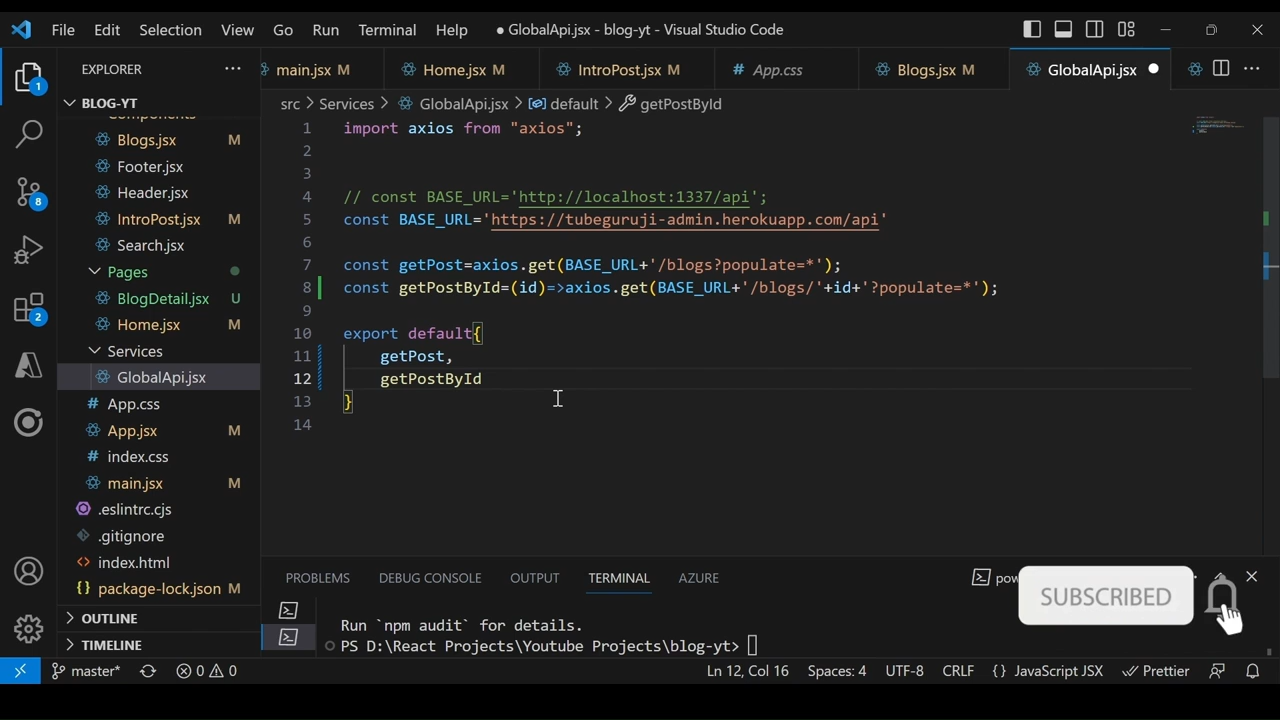 File Edit Selection View Go Run Terminal Help ● GlobalApi.jsx - blog-yt - Visual Studio Code
EXPLORER ...
main.jsx M Home.jsx M IntroPost.jsx M # App.css Blogs.jsx M GlobalApi.jsx ● ...
BLOG-YT
src > Services > GlobalApi.jsx > default > getPostById
Components
Blogs.jsx M
Footer.jsx
Header.jsx
IntroPost.jsx M
Search.jsx
Pages
BlogDetail.jsx U
Home.jsx M
Services
GlobalApi.jsx
# App.css
App.jsx M
# index.css
main.jsx M
.eslintrc.cjs
.gitignore
<> index.html
{} package-lock.json M
OUTLINE
TIMELINE
1
8
2
1 import axios from "axios";
2
3
4 // const BASE_URL='http://localhost:1337/api';
5 const BASE_URL='https://tubeguruji-admin.herokuapp.com/api'
6
7 const getPost=axios.get(BASE_URL+'/blogs?populate=*');
8 const getPostById=(id)=>axios.get(BASE_URL+'/blogs/'+id+'?populate=*');
9
10 export default{
11 getPost,
12 getPostById
13 }
14
PROBLEMS DEBUG CONSOLE OUTPUT TERMINAL AZURE
SUBSCRIBED
Run `npm audit` for details.
PS D:\React Projects\Youtube Projects\blog-yt>
master* 0 0 Ln 12, Col 16 Spaces: 4 UTF-8 CRLF {} JavaScript JSX Prettier